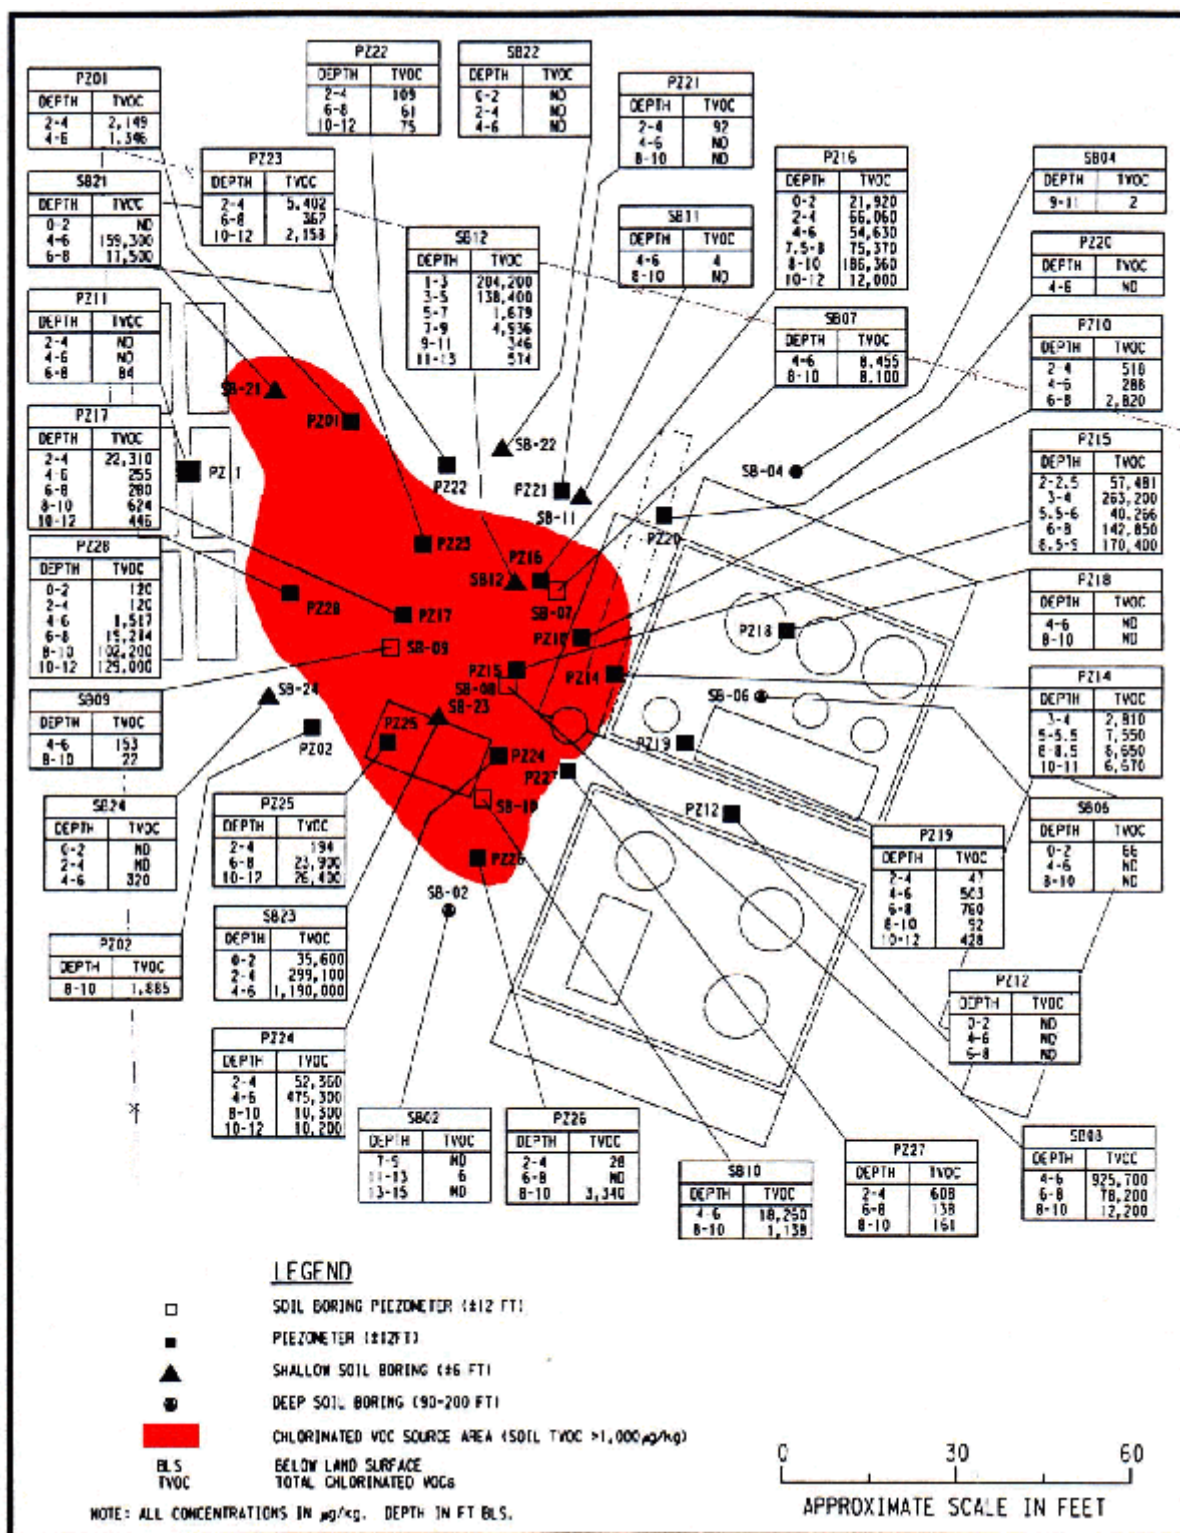 PZ01
DEPTH TVOC
2-4 2,149
4-6 1,346
SB21
DEPTH TVOC
0-2 ND
4-6 159,300
6-8 11,500
PZ11
DEPTH TVOC
2-4 ND
4-6 ND
6-8 84
PZ17
DEPTH TVOC
2-4 22,310
4-6 255
6-8 280
8-10 624
10-12 446
PZ28
DEPTH TVOC
0-2 120
2-4 120
4-6 1,517
6-8 15,214
8-10 102,200
10-12 125,000
SB09
DEPTH TVOC
4-6 153
8-10 22
SB24
DEPTH TVOC
0-2 ND
2-4 ND
4-6 320
PZ02
DEPTH TVOC
8-10 1,885
PZ22
DEPTH TVOC
2-4 109
6-8 61
10-12 75
PZ23
DEPTH TVOC
2-4 5,402
6-8 362
10-12 2,158
SB22
DEPTH TVOC
0-2 ND
2-4 ND
4-6 ND
SB12
DEPTH TVOC
1-3 204,200
3-5 138,400
5-7 1,679
7-9 4,936
9-11 346
11-13 574
PZ21
DEPTH TVOC
2-4 92
4-6 ND
8-10 ND
SB11
DEPTH TVOC
4-6 4
8-10 ND
PZ16
DEPTH TVOC
0-2 21,920
2-4 66,060
4-6 54,630
7.5-8 75,370
8-10 186,360
10-12 12,000
SB07
DEPTH TVOC
4-6 8,455
8-10 8,100
SB04
DEPTH TVOC
9-11 2
PZ20
DEPTH TVOC
4-6 ND
PZ10
DEPTH TVOC
2-4 518
4-6 288
6-8 2,820
PZ15
DEPTH TVOC
2-2.5 57,481
3-4 263,200
5.5-6 40,266
6-8 142,850
8.5-9 170,400
PZ18
DEPTH TVOC
4-6 ND
8-10 ND
PZ14
DEPTH TVOC
3-4 2,810
5-5.5 7,550
8-8.5 8,650
10-11 6,670
SB06
DEPTH TVOC
0-2 66
4-6 ND
8-10 ND
PZ19
DEPTH TVOC
2-4 47
4-6 503
6-8 760
8-10 92
10-12 428
PZ12
DEPTH TVOC
0-2 ND
4-6 ND
6-8 ND
SB-21
PZ01
PZ 1
PZ22
SB-22
PZ21
SB-11
SB-04
PZ20
PZ23
PZ16
SB12
SB-07
PZ28
PZ17
PZ10
PZ18
SB-09
PZ15
SB-08
PZ14
SB-06
SB-24
SB-23
PZ02
PZ25
PZ24
PZ19
PZ27
SB-10
PZ12
PZ26
SB-02
PZ25
DEPTH TVOC
2-4 194
6-8 23,900
10-12 26,400
SB23
DEPTH TVOC
0-2 35,600
2-4 299,100
4-6 1,190,000
PZ24
DEPTH TVOC
2-4 52,360
4-6 475,300
8-10 10,300
10-12 10,200
SB02
DEPTH TVOC
7-9 ND
11-13 6
13-15 ND
PZ26
DEPTH TVOC
2-4 28
6-8 ND
8-10 3,340
SB10
DEPTH TVOC
4-6 18,260
8-10 1,138
PZ27
DEPTH TVOC
2-4 608
6-8 138
8-10 161
SB08
DEPTH TVOC
4-6 925,700
6-8 78,200
8-10 12,200
LEGEND
SOIL BORING PIEZOMETER (±12 FT)
PIEZOMETER (±12FT)
SHALLOW SOIL BORING (±6 FT)
DEEP SOIL BORING (90-200 FT)
CHLORINATED VOC SOURCE AREA (SOIL TVOC >1,000µg/kg)
BLS BELOW LAND SURFACE
TVOC TOTAL CHLORINATED VOCs
NOTE: ALL CONCENTRATIONS IN µg/kg. DEPTH IN FT BLS.
0 30 60
APPROXIMATE SCALE IN FEET